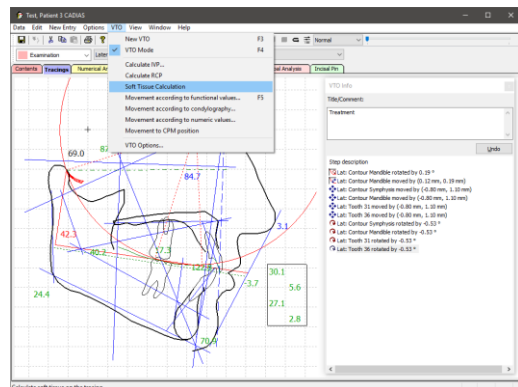 Test, Patient 3 CADIAS
Data Edit New Entry Options VTO View Window Help
Normal
Examination
Contents Tracings Numerical An
al Analysis Incisal Pin
New VTO F3
VTO Mode F4
Calculate IVP...
Calculate RCP
Soft Tissue Calculation
Movement according to functional values... F5
Movement according to condylography...
Movement according to numeric values...
Movement to CPM position
VTO Options...
69.0
82
84.7
3.1
42.3
40.7
17.3
-3.7
24.4
70.9
30.1
5.6
27.1
2.8
VTO Info
Title/Comment:
Treatment
Undo
Step description
Lat: Contour Mandible rotated by 0.19 °
Lat: Contour Mandible moved by (0.12 mm, 0.19 mm)
Lat: Contour Symphysis moved by (-0.80 mm, 1.10 mm)
Lat: Contour Mandible moved by (-0.80 mm, 1.10 mm)
Lat: Tooth 31 moved by (-0.80 mm, 1.10 mm)
Lat: Tooth 36 moved by (-0.80 mm, 1.10 mm)
Lat: Contour Symphysis rotated by -0.53 °
Lat: Contour Mandible rotated by -0.53 °
Lat: Tooth 31 rotated by -0.53 °
Lat: Tooth 36 rotated by -0.53 °